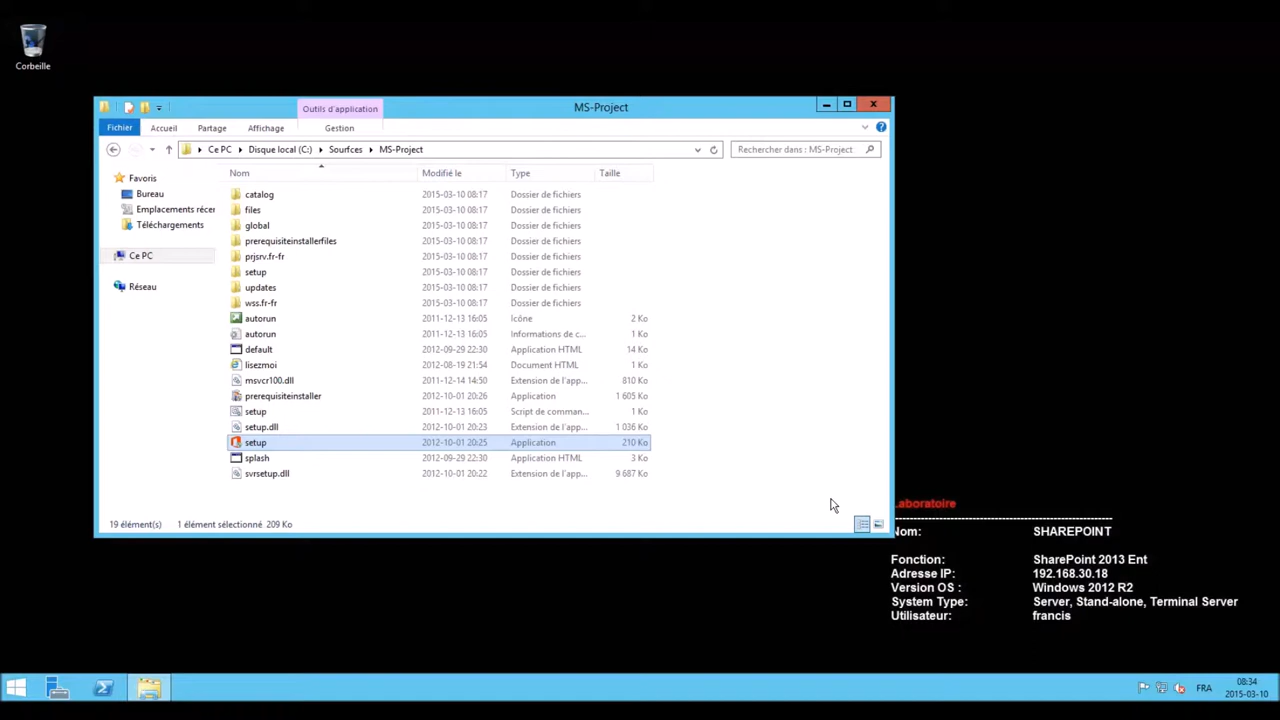 Corbeille
Outils d'application
MS-Project
Fichier Accueil Partage Affichage Gestion
Ce PC Disque local (C:) Sourfces MS-Project
Rechercher dans : MS-Project
Nom Modifié le Type Taille
Favoris
Bureau
Emplacements récer
Téléchargements
Ce PC
Réseau
catalog 2015-03-10 08:17 Dossier de fichiers
files 2015-03-10 08:17 Dossier de fichiers
global 2015-03-10 08:17 Dossier de fichiers
prerequisiteinstallerfiles 2015-03-10 08:17 Dossier de fichiers
prjsrv.fr-fr 2015-03-10 08:17 Dossier de fichiers
setup 2015-03-10 08:17 Dossier de fichiers
updates 2015-03-10 08:17 Dossier de fichiers
wss.fr-fr 2015-03-10 08:17 Dossier de fichiers
autorun 2011-12-13 16:05 Icône 2 Ko
autorun 2011-12-13 16:05 Informations de c... 1 Ko
default 2012-09-29 22:30 Application HTML 14 Ko
lisezmoi 2012-08-19 21:54 Document HTML 1 Ko
msvcr100.dll 2011-12-14 14:50 Extension de l'app... 810 Ko
prerequisiteinstaller 2012-10-01 20:26 Application 1 605 Ko
setup 2011-12-13 16:05 Script de comman... 1 Ko
setup.dll 2012-10-01 20:23 Extension de l'app... 1 036 Ko
setup 2012-10-01 20:25 Application 210 Ko
splash 2012-09-29 22:30 Application HTML 3 Ko
svrsetup.dll 2012-10-01 20:22 Extension de l'app... 9 687 Ko
19 élément(s) 1 élément sélectionné 209 Ko
Laboratoire
Nom: SHAREPOINT
Fonction: SharePoint 2013 Ent
Adresse IP: 192.168.30.18
Version OS : Windows 2012 R2
System Type: Server, Stand-alone, Terminal Server
Utilisateur: francis
FRA
08:34
2015-03-10